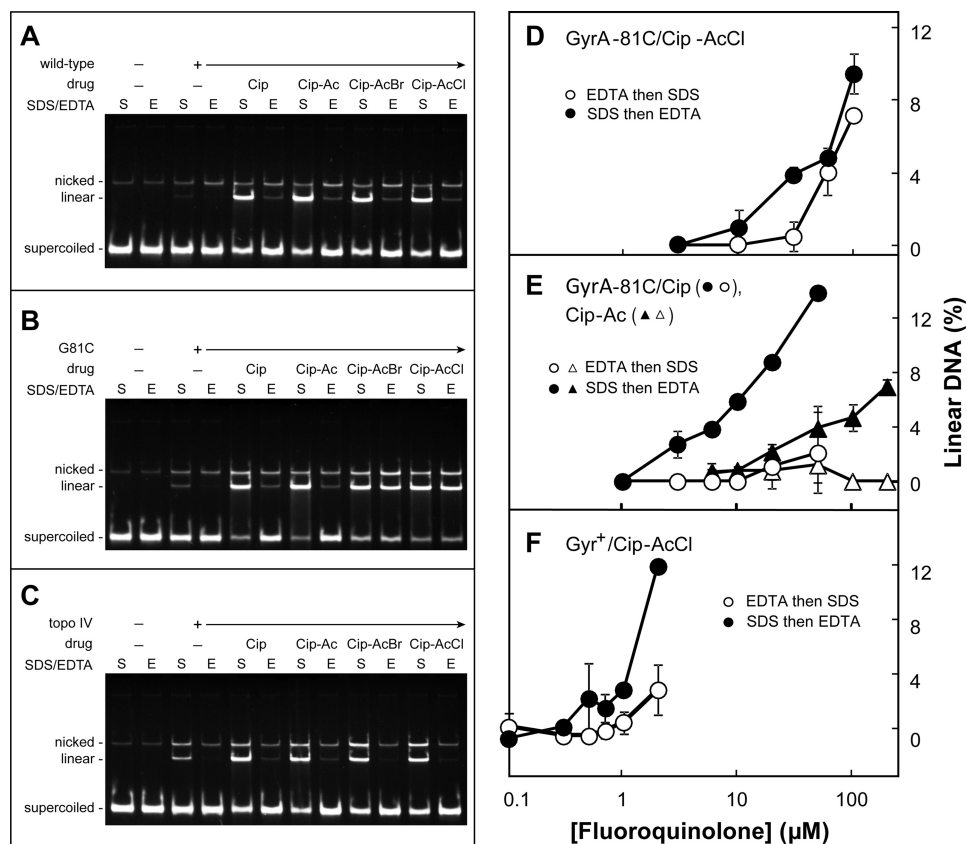 A
wild-type – +
drug – – Cip Cip-Ac Cip-AcBr Cip-AcCl
SDS/EDTA S E S E S E S E S E S E
nicked -
linear -
supercoiled -
B
G81C – +
drug – – Cip Cip-Ac Cip-AcBr Cip-AcCl
SDS/EDTA S E S E S E S E S E S E
nicked -
linear -
supercoiled -
C
topo IV – +
drug – – Cip Cip-Ac Cip-AcBr Cip-AcCl
SDS/EDTA S E S E S E S E S E S E
nicked -
linear -
supercoiled -
D GyrA-81C/Cip -AcCl
○ EDTA then SDS
● SDS then EDTA
12
8
4
0
E GyrA-81C/Cip (● ○),
Cip-Ac (▲ △)
○ △ EDTA then SDS
● ▲ SDS then EDTA
12
8
4
0
Linear DNA (%)
F Gyr+/Cip-AcCl
○ EDTA then SDS
● SDS then EDTA
12
8
4
0
0.1 1 10 100
[Fluoroquinolone] (µM)